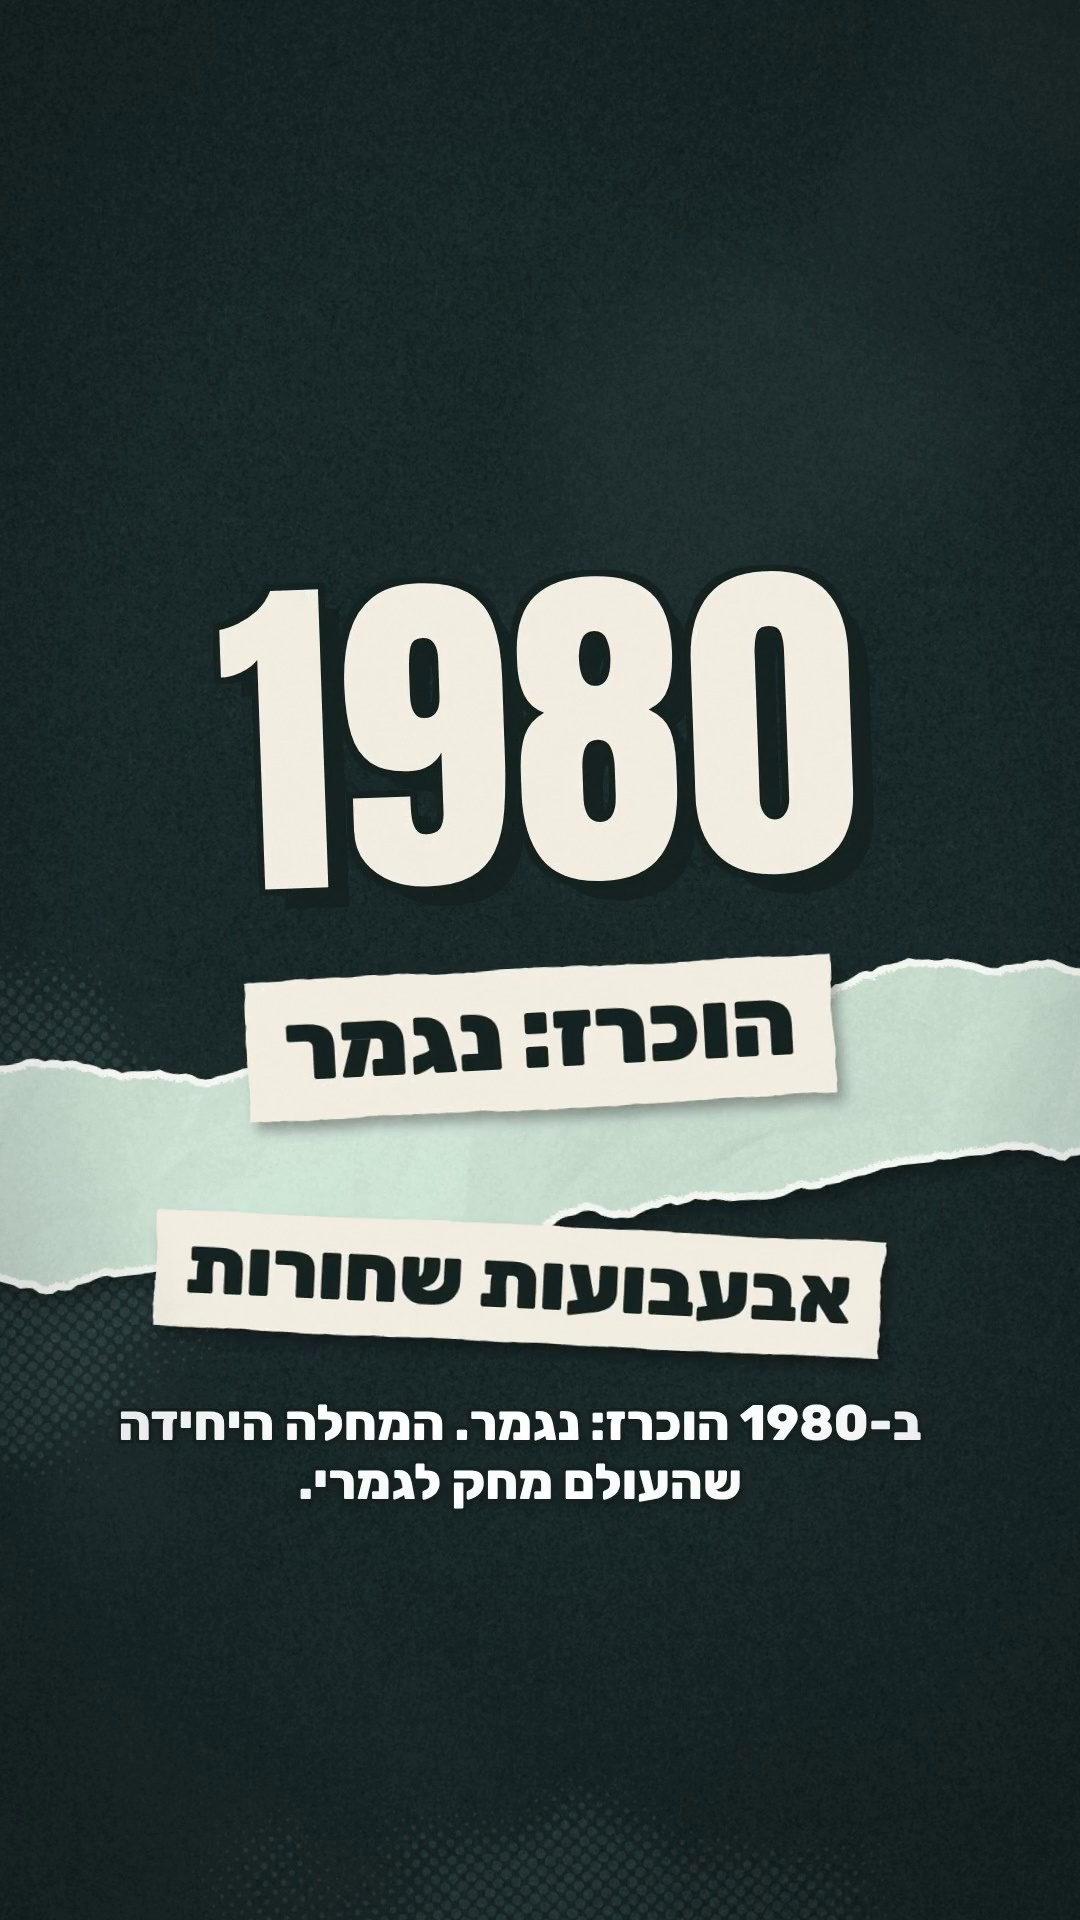 1980
הוכרז: נגמר
אבעבועות שחורות
ב-1980 הוכרז: נגמר. המחלה היחידה
שהעולם מחק לגמרי.